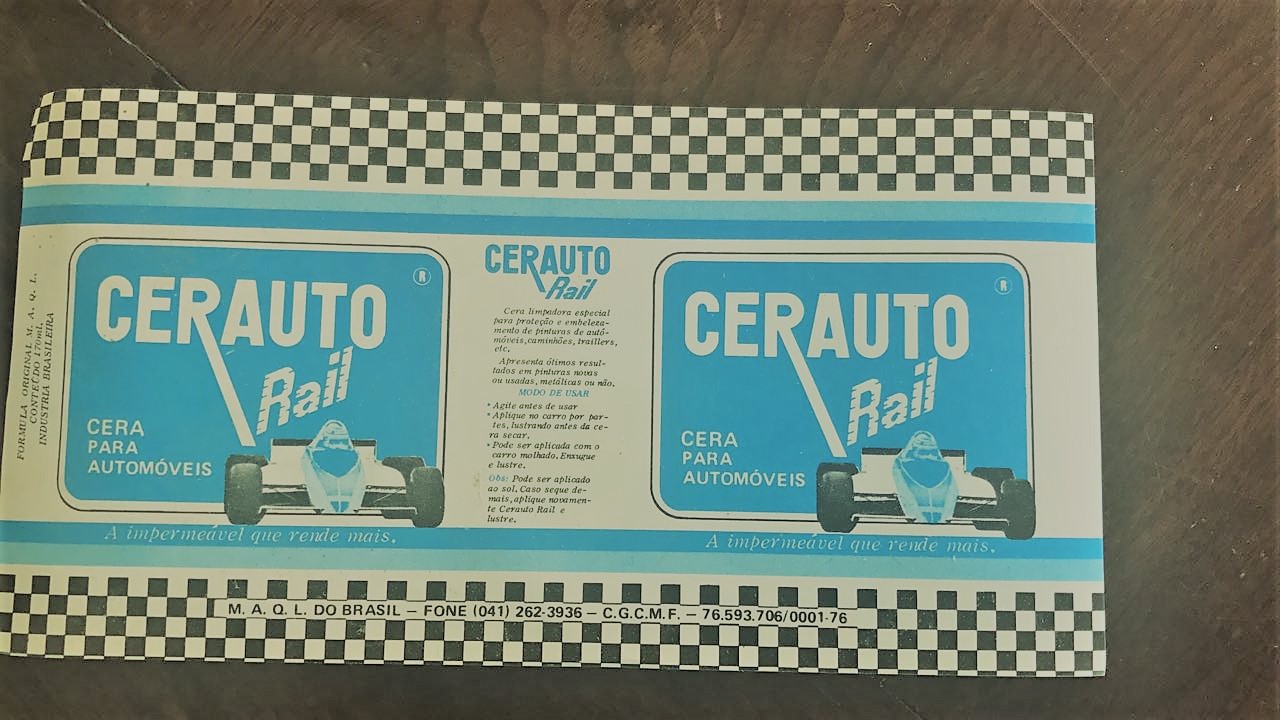 FORMULA ORIGINAL M. A. Q. L.
CONTEÚDO 170ml.
INDUSTRIA BRASILEIRA
CERAUTO
®
Rail
CERA
PARA
AUTOMÓVEIS
A impermeável que rende mais.
CERAUTO
Rail
Cera limpadora especial
para proteção e embeleza-
mento de pinturas de autô-
móveis, caminhões, traillers,
etc.
Apresenta ótimos resul-
tados em pinturas novas
ou usadas, metálicas ou não.
MODO DE USAR
• Agite antes de usar
• Aplique no carro por par-
tes, lustrando antes da ce-
ra secar.
• Pode ser aplicada com o
carro molhado. Enxugue
e lustre.
Obs: Pode ser aplicado
ao sol. Caso seque de-
mais, aplique novamen-
te Cerauto Rail e
lustre.
CERAUTO
®
Rail
CERA
PARA
AUTOMÓVEIS
A impermeável que rende mais.
M. A. Q. L. DO BRASIL – FONE (041) 262-3936 – C.G.C.M.F. – 76.593.706/0001-76